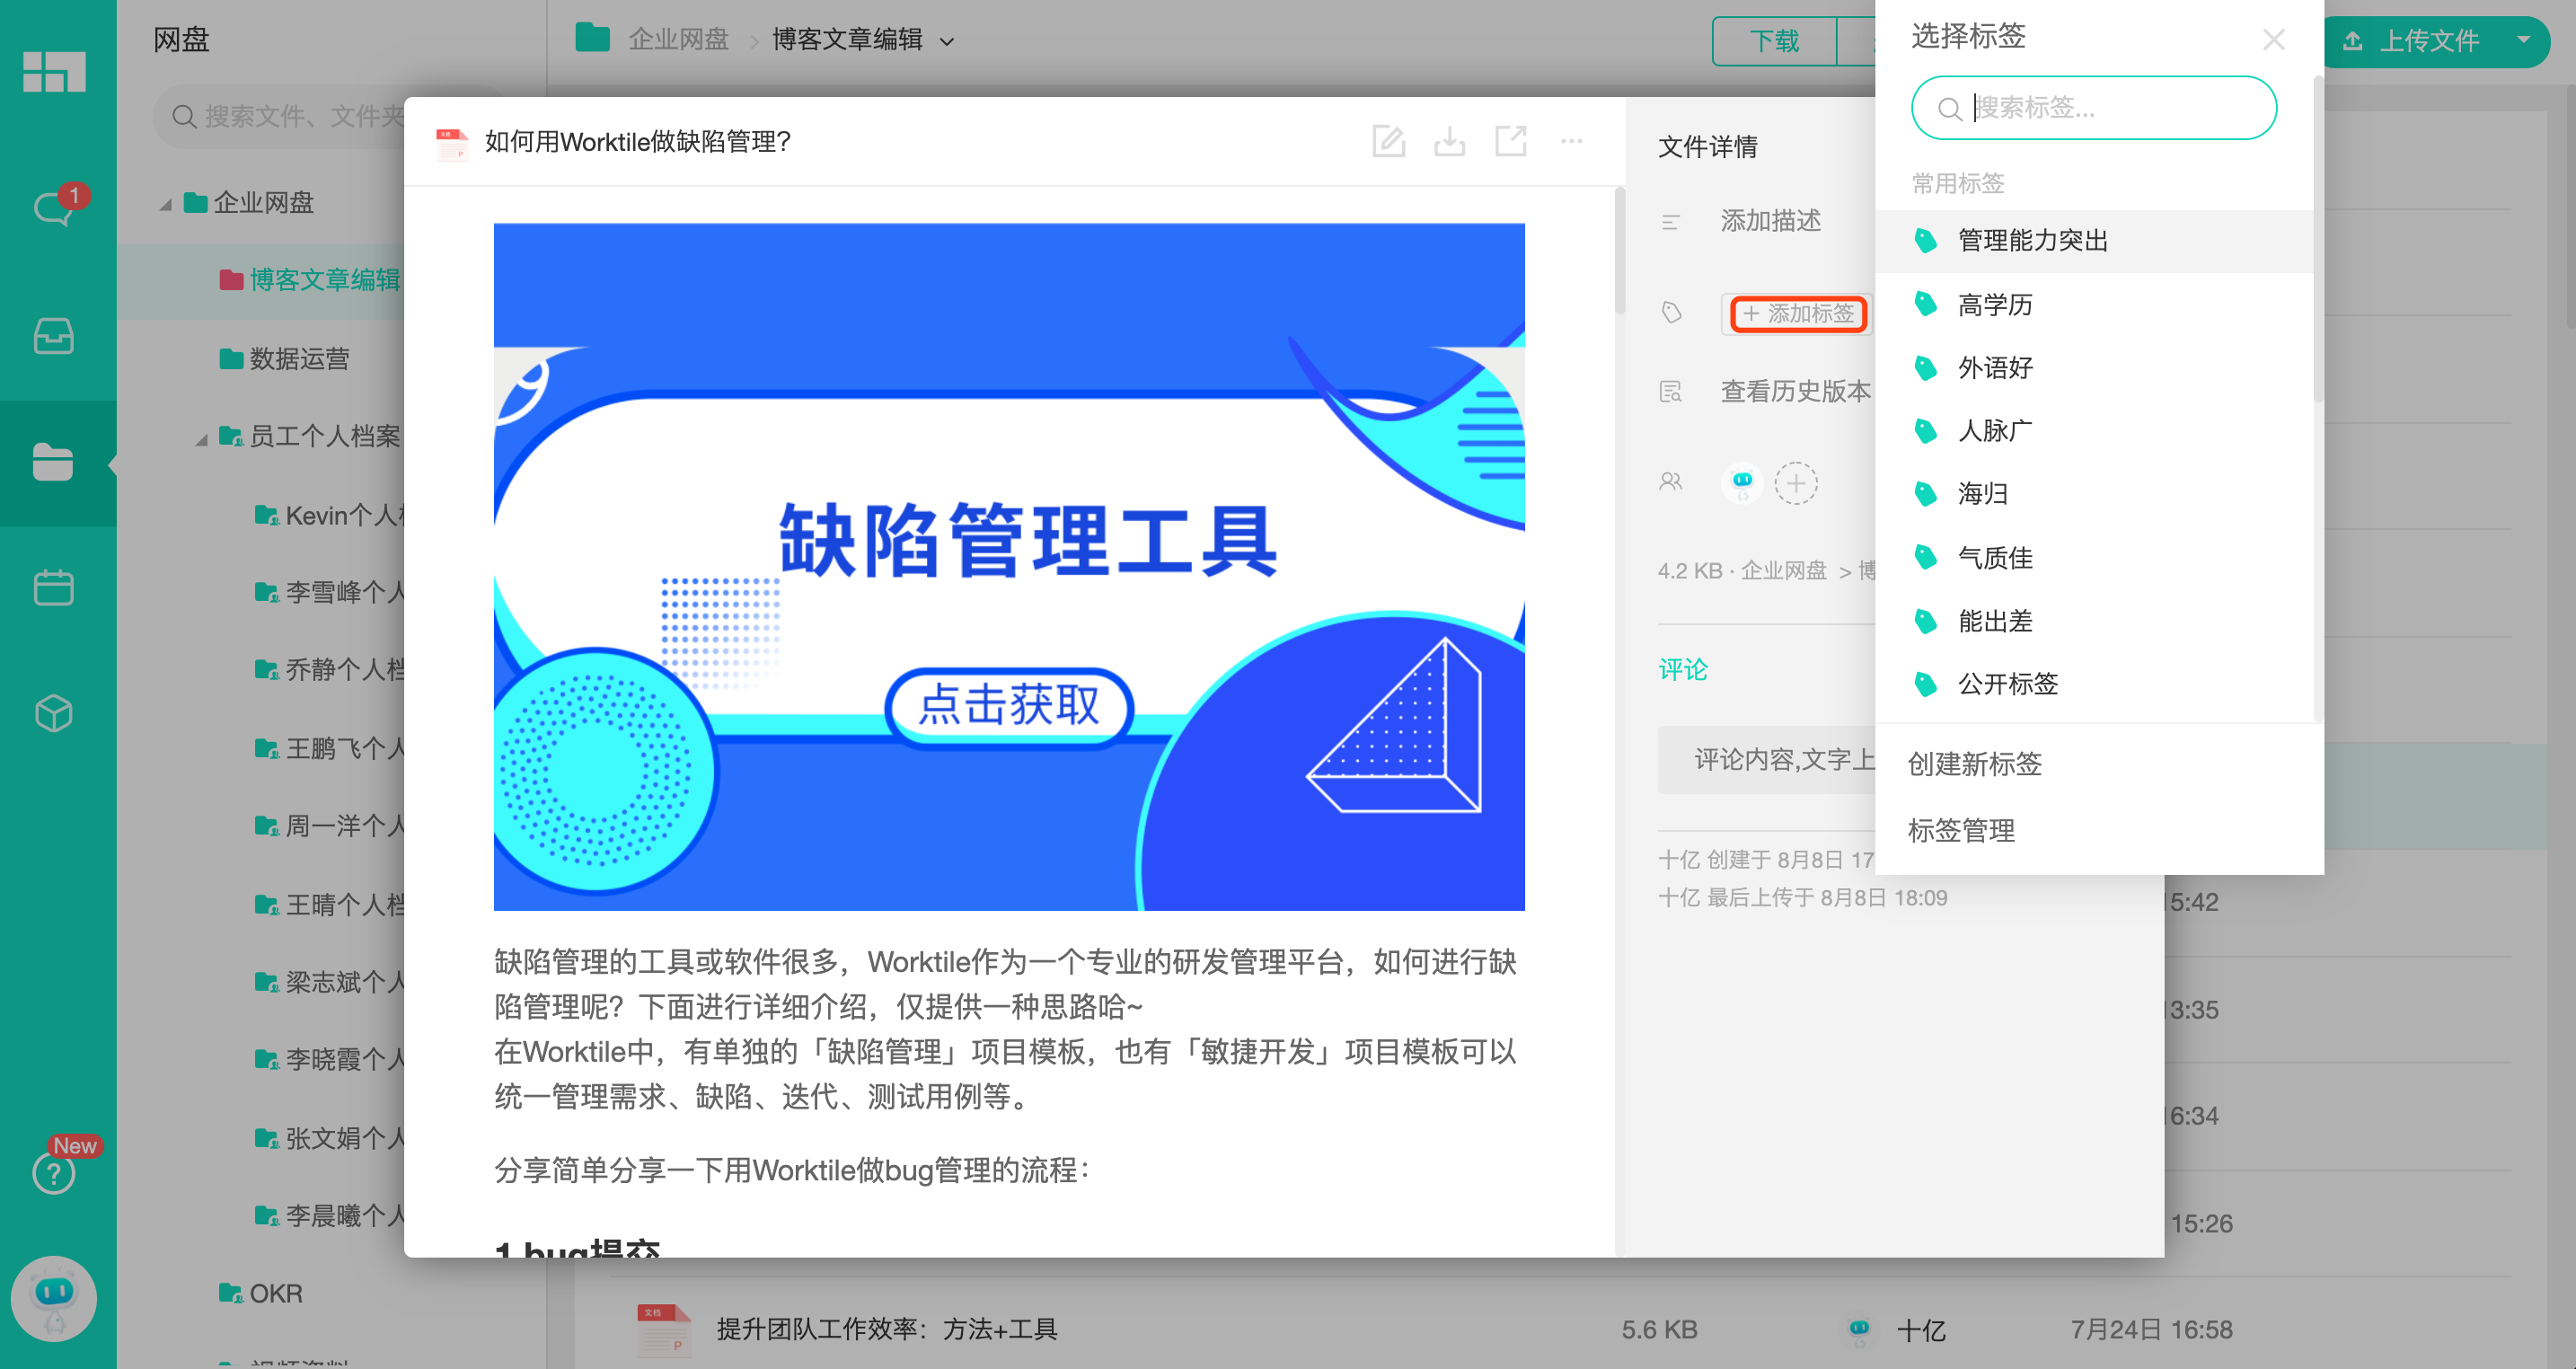 网盘
搜索文件、文件夹
1
企业网盘
博客文章编辑
数据运营
员工个人档案
Kevin个人
李雪峰个人
乔静个人档
王鹏飞个人
周一洋个人
王晴个人档
梁志斌个人
李晓霞个人
张文娟个人
李晨曦个人
OKR
New
企业网盘 > 博客文章编辑
下载
上传文件
文档
P
如何用Worktile做缺陷管理?
缺陷管理工具
点击获取
缺陷管理的工具或软件很多，Worktile作为一个专业的研发管理平台，如何进行缺
陷管理呢？下面进行详细介绍，仅提供一种思路哈~
在Worktile中，有单独的「缺陷管理」项目模板，也有「敏捷开发」项目模板可以
统一管理需求、缺陷、迭代、测试用例等。
分享简单分享一下用Worktile做bug管理的流程：
1.bug提交
文件详情
添加描述
+ 添加标签
查看历史版本
4.2 KB · 企业网盘 > 博
评论
评论内容,文字上
十亿 创建于 8月8日 17
十亿 最后上传于 8月8日 18:09
选择标签
搜索标签...
常用标签
管理能力突出
高学历
外语好
人脉广
海归
气质佳
能出差
公开标签
创建新标签
标签管理
5:42
3:35
6:34
15:26
文档
P
提升团队工作效率：方法+工具
5.6 KB
十亿
7月24日 16:58